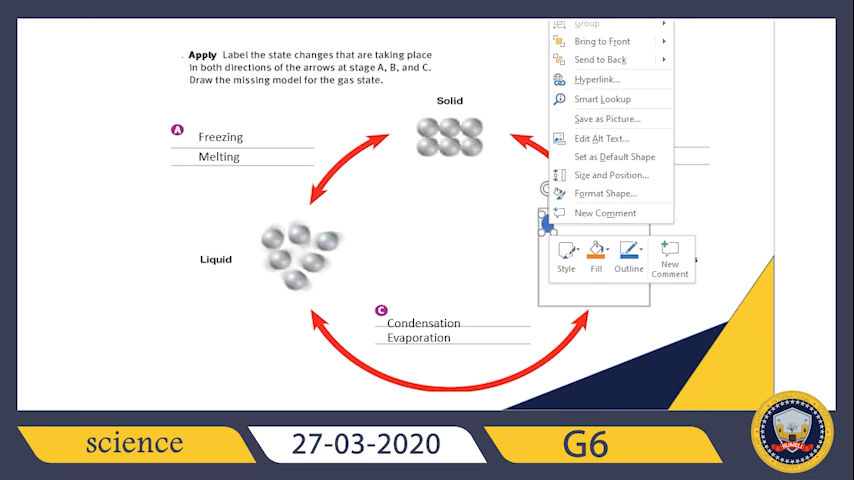 Apply Label the state changes that are taking place
in both directions of the arrows at stage A, B, and C.
Draw the missing model for the gas state.
Solid
A
Freezing
Melting
Liquid
C
Condensation
Evaporation
Group
Bring to Front
Send to Back
Hyperlink...
Smart Lookup
Save as Picture...
Edit Alt Text...
Set as Default Shape
Size and Position...
Format Shape...
New Comment
Style Fill Outline New Comment
science
27-03-2020
G6